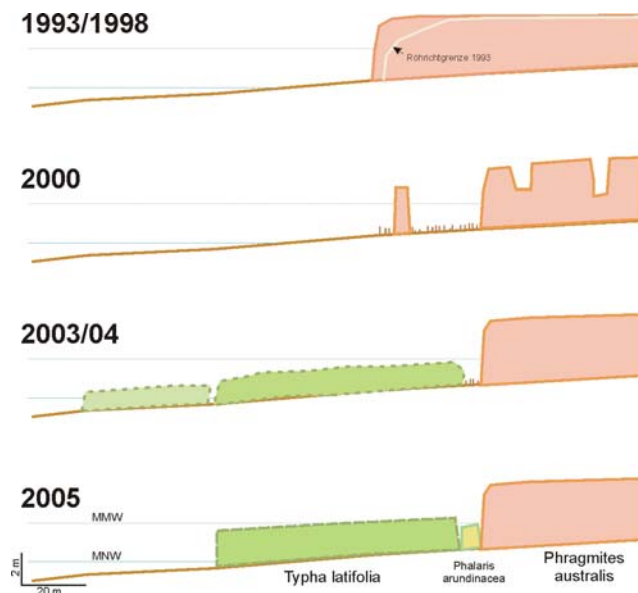 1993/1998
Röhrichtgrenze 1993
2000
2003/04
2005
MMW
MNW
2 m
20 m
Typha latifolia
Phalaris
arundinacea
Phragmites
australis